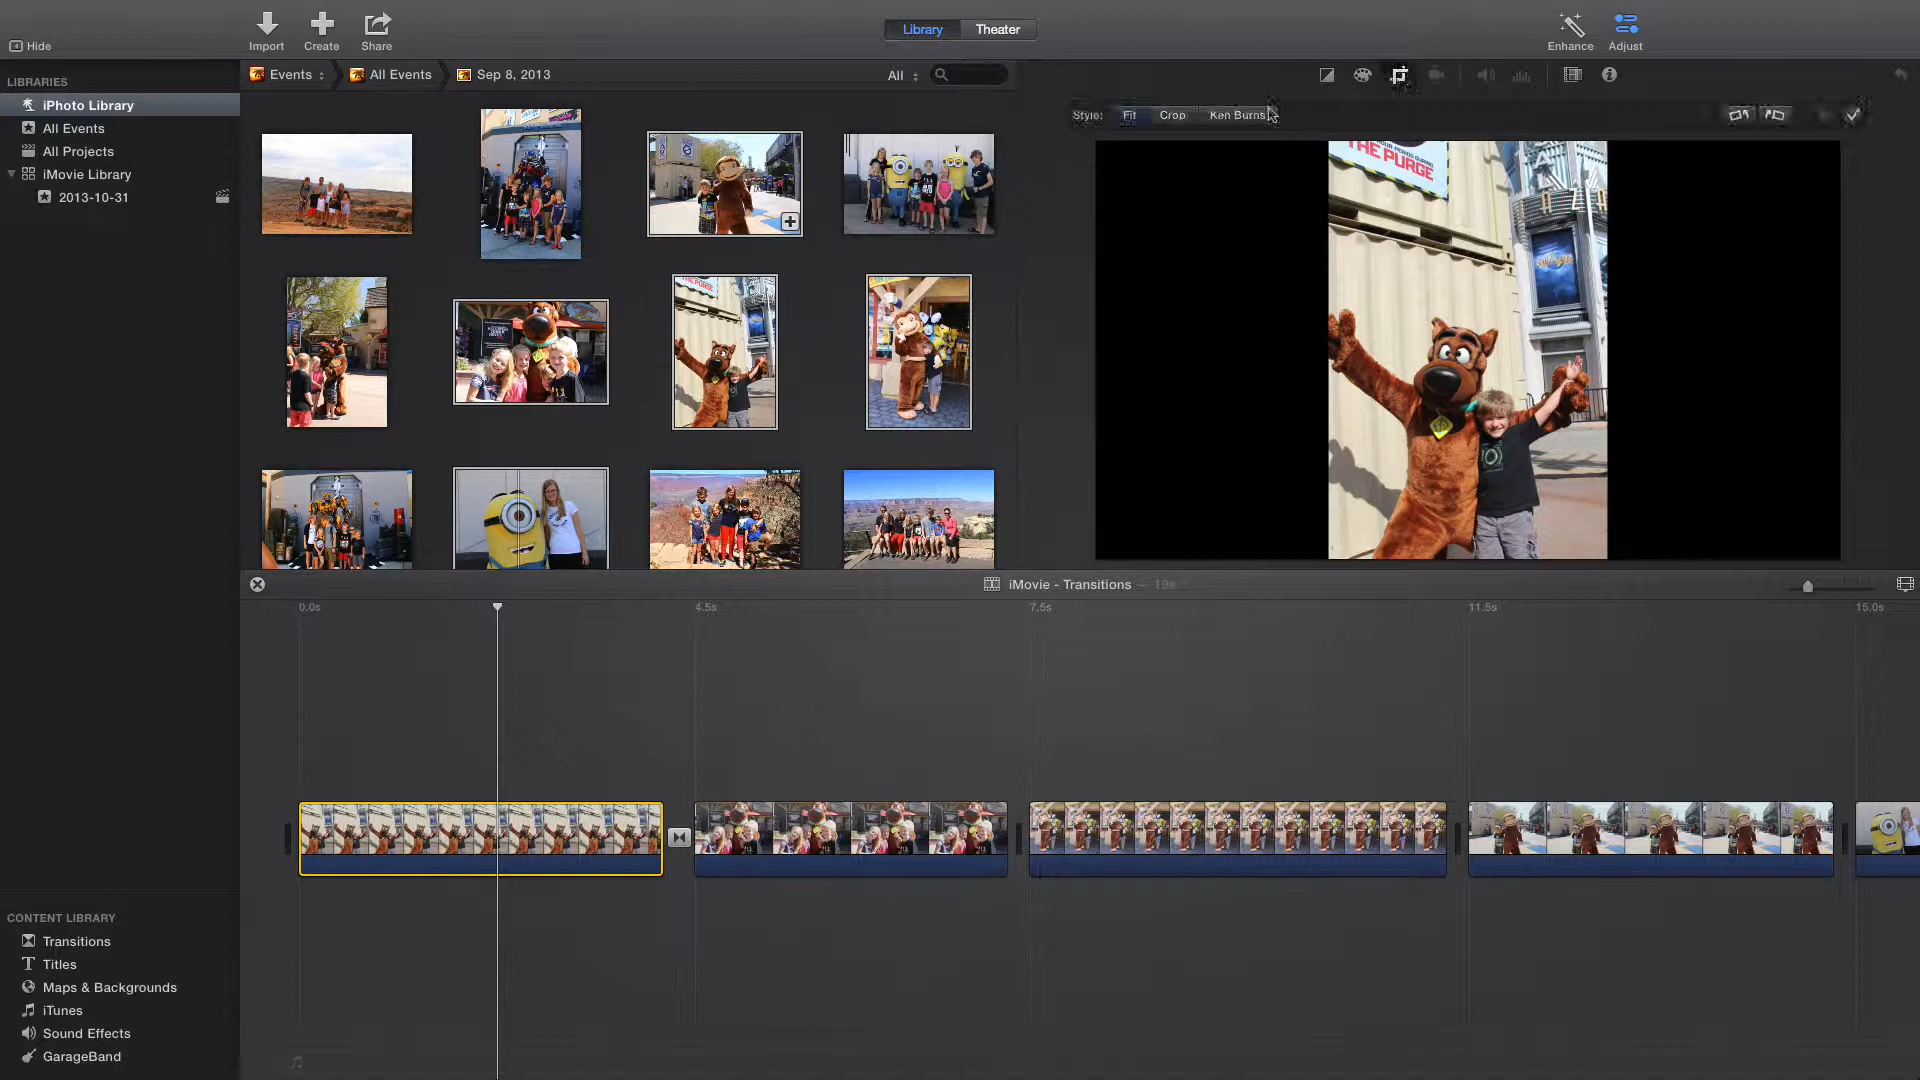 Hide
Import
Create
Share
Library
Theater
Enhance
Adjust
LIBRARIES
iPhoto Library
All Events
All Projects
iMovie Library
2013-10-31
Events
All Events
Sep 8, 2013
All
Style:
Fit
Crop
Ken Burns
THE PURGE
iMovie - Transitions — 19s
0.0s
4.5s
7.5s
11.5s
15.0s
CONTENT LIBRARY
Transitions
Titles
Maps & Backgrounds
iTunes
Sound Effects
GarageBand